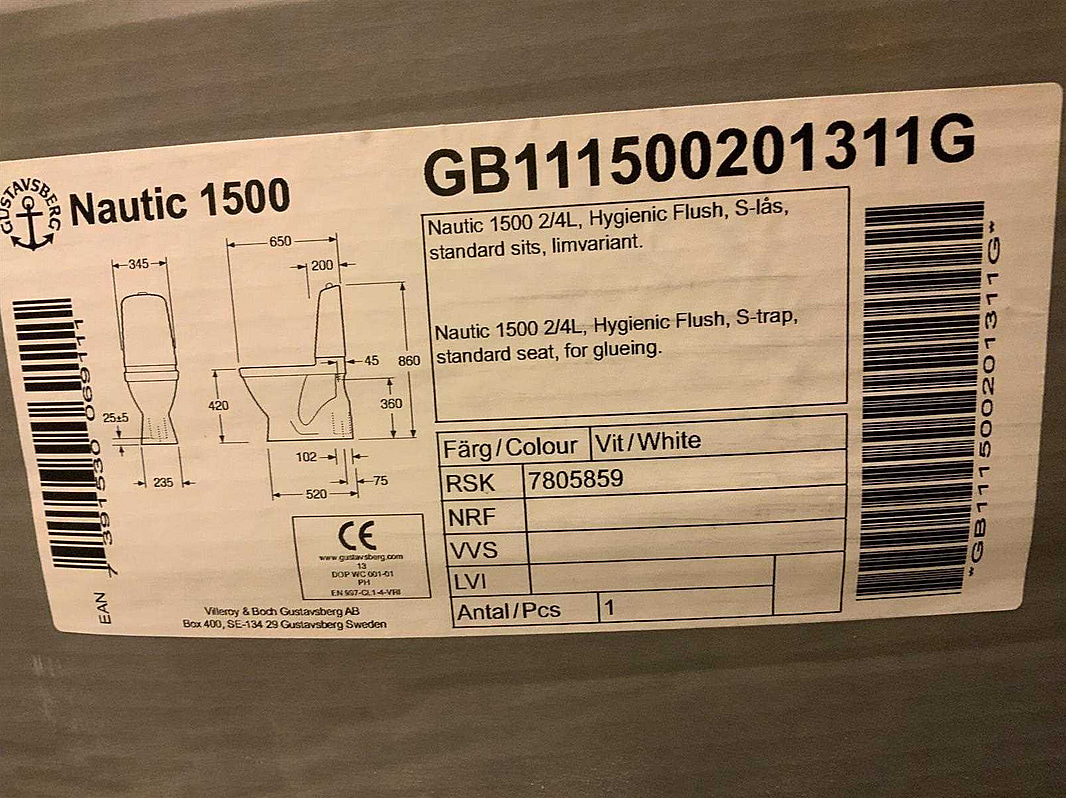 GUSTAVSBERG
Nautic 1500
GB111500201311G
Nautic 1500 2/4L, Hygienic Flush, S-lås,
standard sits, limvariant.
Nautic 1500 2/4L, Hygienic Flush, S-trap,
standard seat, for glueing.
650
345
200
45
860
420
360
25±5
102
75
235
520
Färg/Colour Vit/White
RSK 7805859
NRF
VVS
LVI
Antal/Pcs 1
CE
www.gustavsberg.com
13
DOP WC 001-01
PH
EN 997-CL1-4-VRI
Villeroy & Boch Gustavsberg AB
Box 400, SE-134 29 Gustavsberg Sweden
EAN 7 391530 069111
*GB111500201311G*